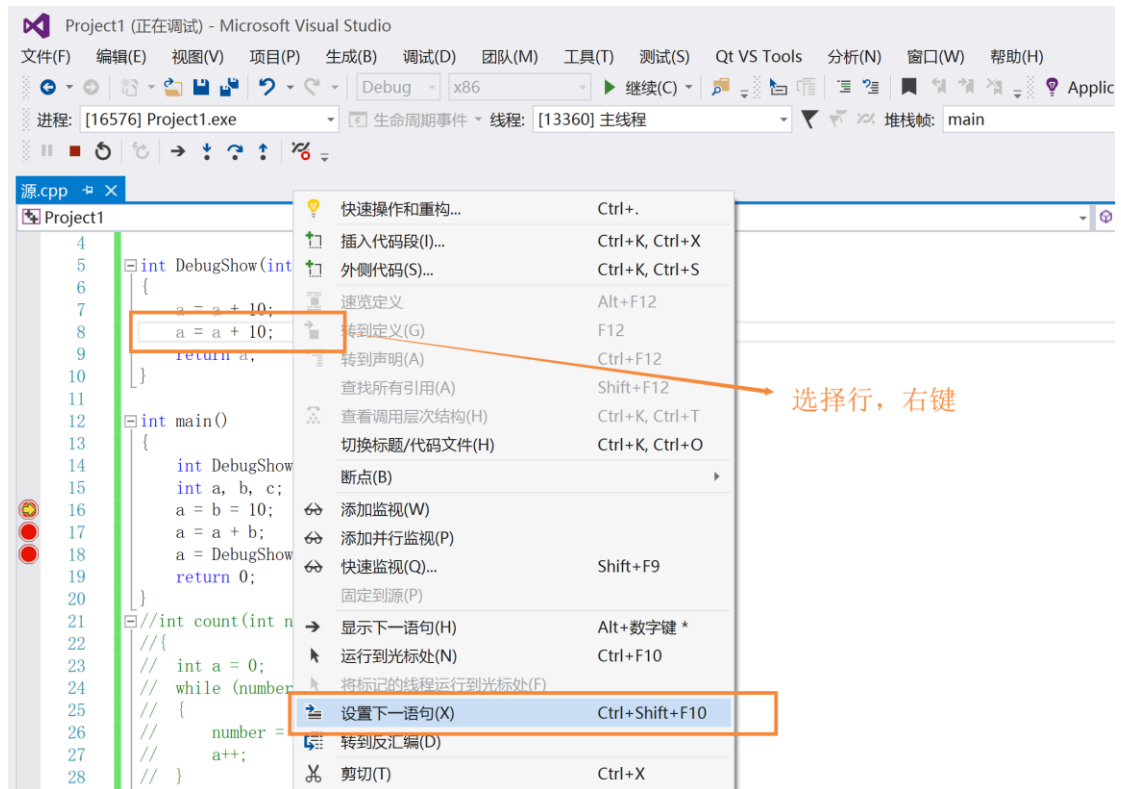 Project1 (正在调试) - Microsoft Visual Studio
文件(F) 编辑(E) 视图(V) 项目(P) 生成(B) 调试(D) 团队(M) 工具(T) 测试(S) Qt VS Tools 分析(N) 窗口(W) 帮助(H)
Debug x86 继续(C) Applic
进程: [16576] Project1.exe 生命周期事件 线程: [13360] 主线程 堆栈帧: main
源.cpp
Project1
快速操作和重构... Ctrl+.
4 插入代码段(I)... Ctrl+K, Ctrl+X
5 int DebugShow(int 外侧代码(S)... Ctrl+K, Ctrl+S
6 {
7 a = a + 10; 速览定义 Alt+F12
8 a = a + 10; 转到定义(G) F12
9 return a; 转到声明(A) Ctrl+F12
10 } 查找所有引用(A) Shift+F12
选择行，右键
11
12 int main() 查看调用层次结构(H) Ctrl+K, Ctrl+T
13 { 切换标题/代码文件(H) Ctrl+K, Ctrl+O
14 int DebugShow 断点(B)
15 int a, b, c;
16 a = b = 10; 添加监视(W)
17 a = a + b; 添加并行监视(P)
18 a = DebugShow 快速监视(Q)... Shift+F9
19 return 0;
20 } 固定到源(P)
21 //int count(int n 显示下一语句(H) Alt+数字键 *
22 //{
23 // int a = 0; 运行到光标处(N) Ctrl+F10
24 // while (number 将标记的线程运行到光标处(F)
25 // { 设置下一语句(X) Ctrl+Shift+F10
26 // number =
27 // a++; 转到反汇编(D)
28 // } 剪切(T) Ctrl+X